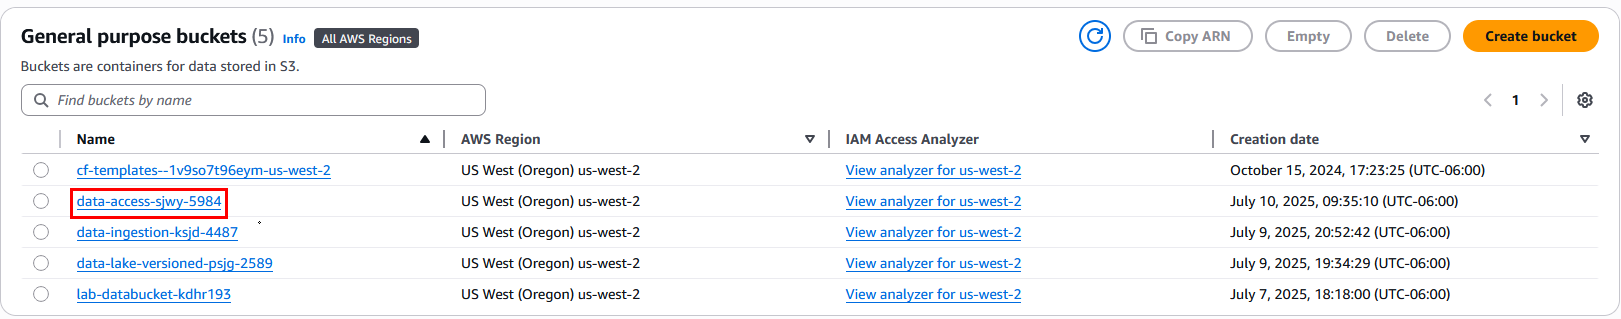 General purpose buckets (5) Info All AWS Regions Copy ARN Empty Delete Create bucket
Buckets are containers for data stored in S3.
Find buckets by name 1
Name AWS Region IAM Access Analyzer Creation date
cf-templates--1v9so7t96eym-us-west-2 US West (Oregon) us-west-2 View analyzer for us-west-2 October 15, 2024, 17:23:25 (UTC-06:00)
data-access-sjwy-5984 US West (Oregon) us-west-2 View analyzer for us-west-2 July 10, 2025, 09:35:10 (UTC-06:00)
data-ingestion-ksjd-4487 US West (Oregon) us-west-2 View analyzer for us-west-2 July 9, 2025, 20:52:42 (UTC-06:00)
data-lake-versioned-psjg-2589 US West (Oregon) us-west-2 View analyzer for us-west-2 July 9, 2025, 19:34:29 (UTC-06:00)
lab-databucket-kdhr193 US West (Oregon) us-west-2 View analyzer for us-west-2 July 7, 2025, 18:18:00 (UTC-06:00)